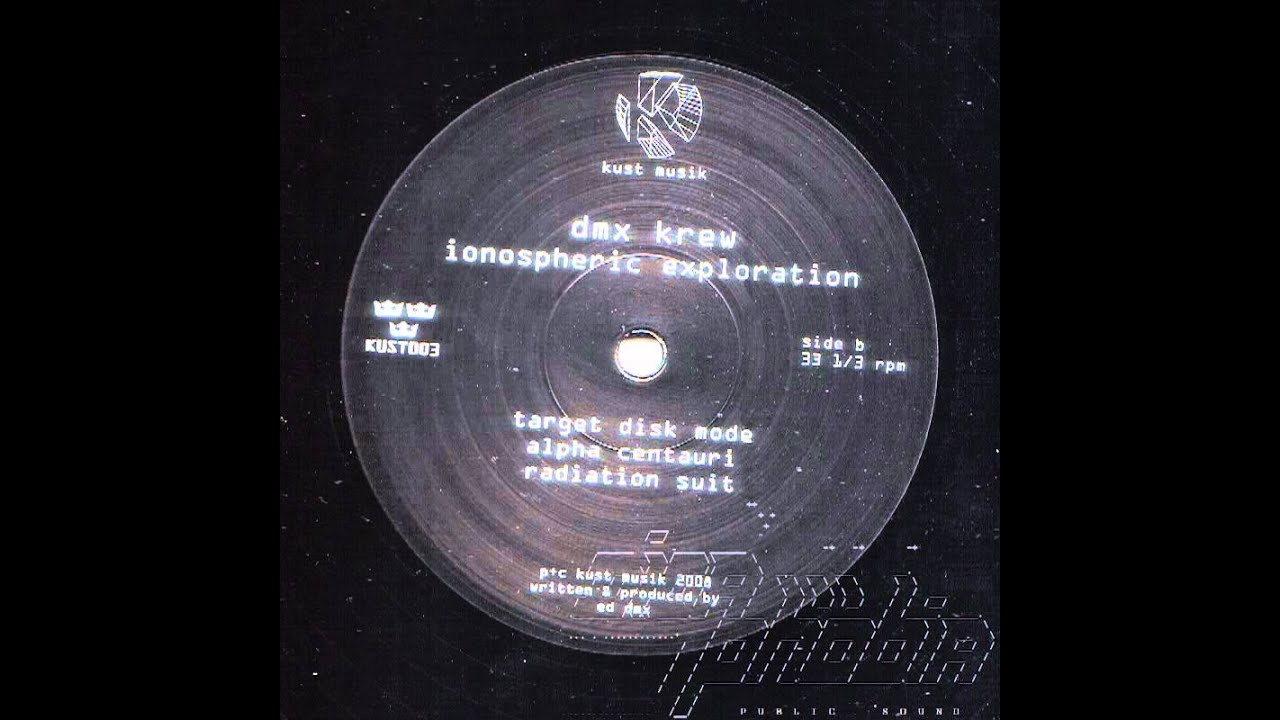 kust musik
dmx krew
ionospheric exploration
KUST003
side b
33 1/3 rpm
target disk mode
alpha centauri
radiation suit
p+c kust musik 2008
written & produced by
ed dmx
PUBLIC SOUND